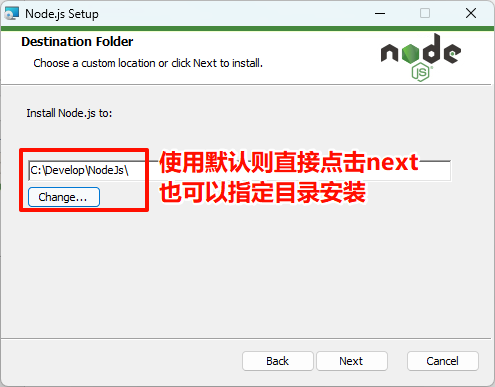 Node.js Setup
Destination Folder
Choose a custom location or click Next to install.
node
JS
Install Node.js to:
C:\Develop\NodeJs\
Change...
使用默认则直接点击next
也可以指定目录安装
Back
Next
Cancel